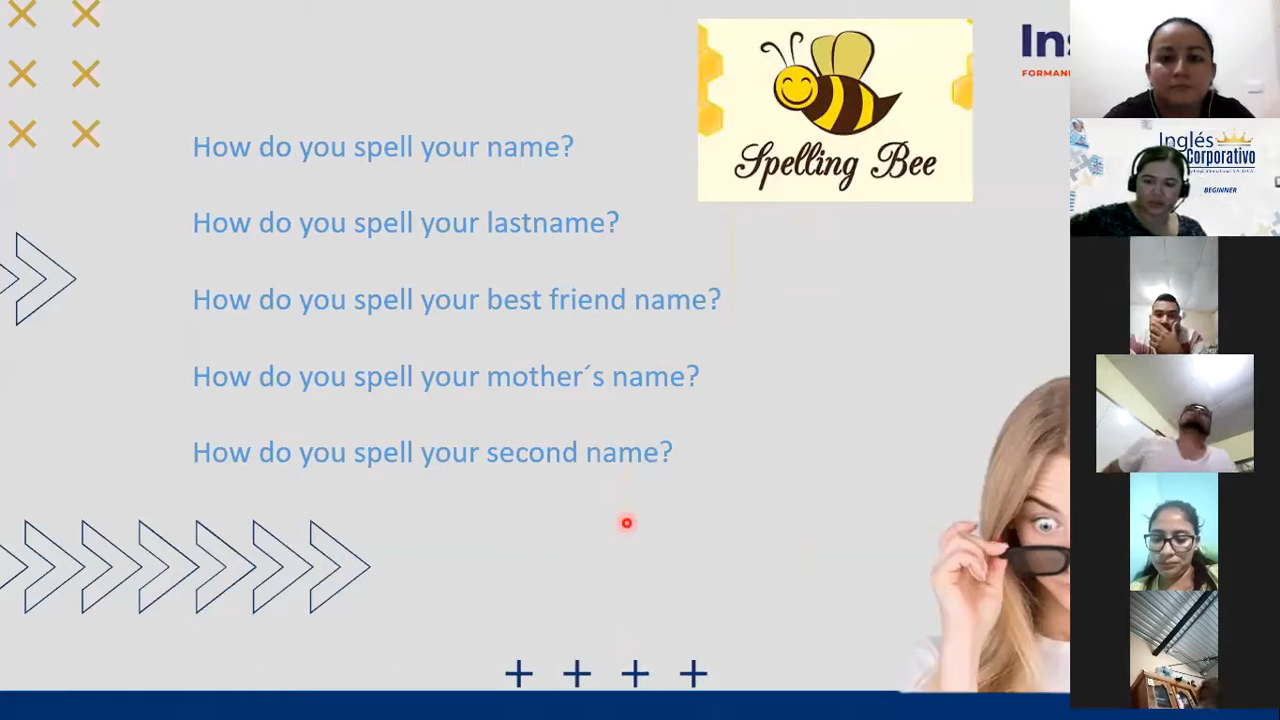 How do you spell your name?
How do you spell your lastname?
How do you spell your best friend name?
How do you spell your mother´s name?
How do you spell your second name?
Spelling Bee
Ins
FORMAN
Inglés
Corporativo
BEGINNER